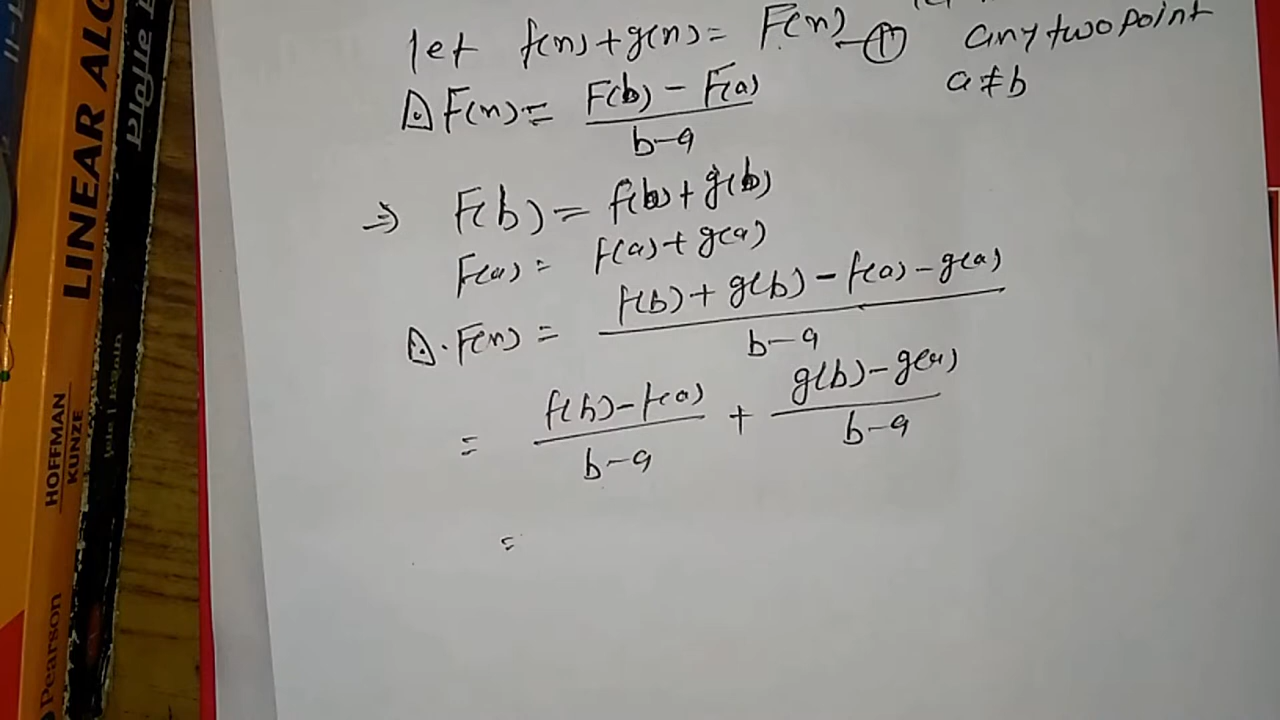 let f(n)+g(n)= F(n) —① any two point
a≠b
⊡ F(n)= F(b) - F(a) / b-a
⇒ F(b)= f(b)+g(b)
F(a)= f(a)+g(a)
⊡.F(n)= f(b)+g(b)-f(a)-g(a) / b-a
= f(b)-f(a) / b-a + g(b)-g(a) / b-a
=
LINEAR ALG
HOFFMAN
KUNZE
Pearson